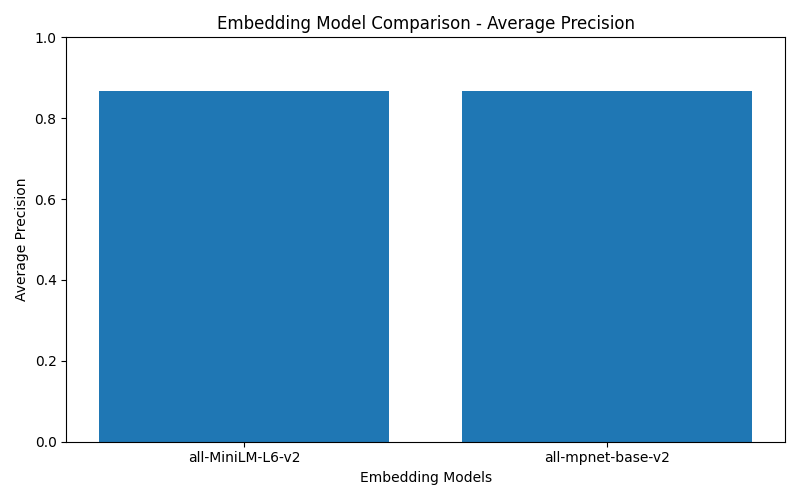 Embedding Model Comparison - Average Precision
1.0
0.8
0.6
0.4
0.2
0.0
Average Precision
all-MiniLM-L6-v2
all-mpnet-base-v2
Embedding Models